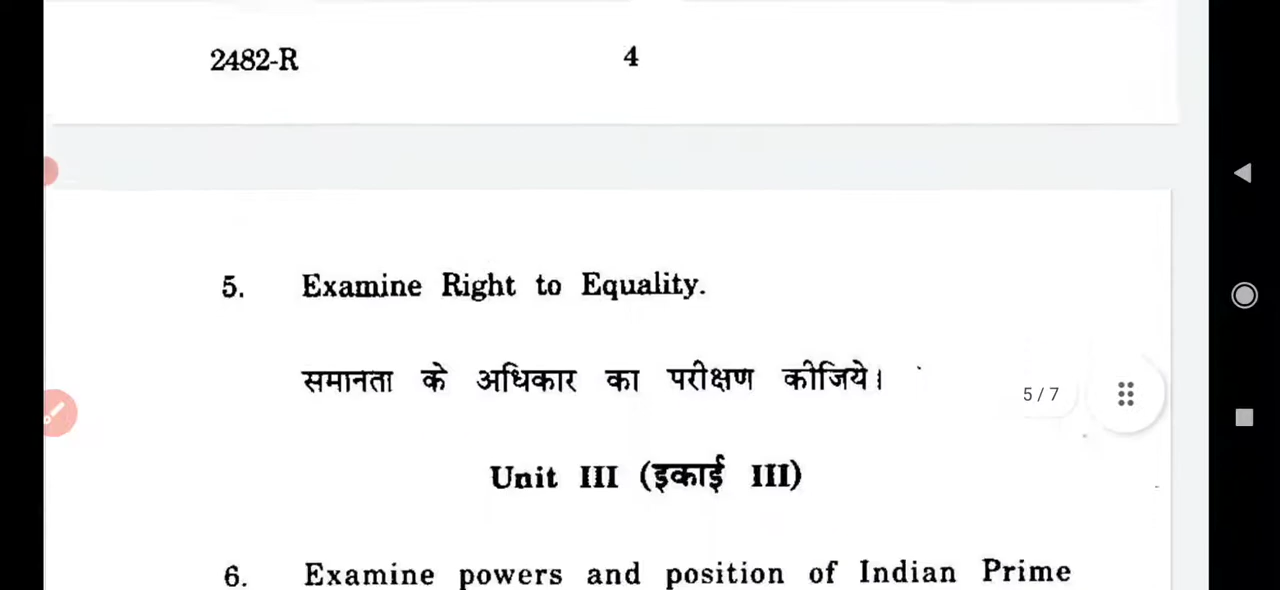 2482-R 4
5. Examine Right to Equality.
समानता के अधिकार का परीक्षण कीजिये।
5 / 7
Unit III (इकाई III)
6. Examine powers and position of Indian Prime